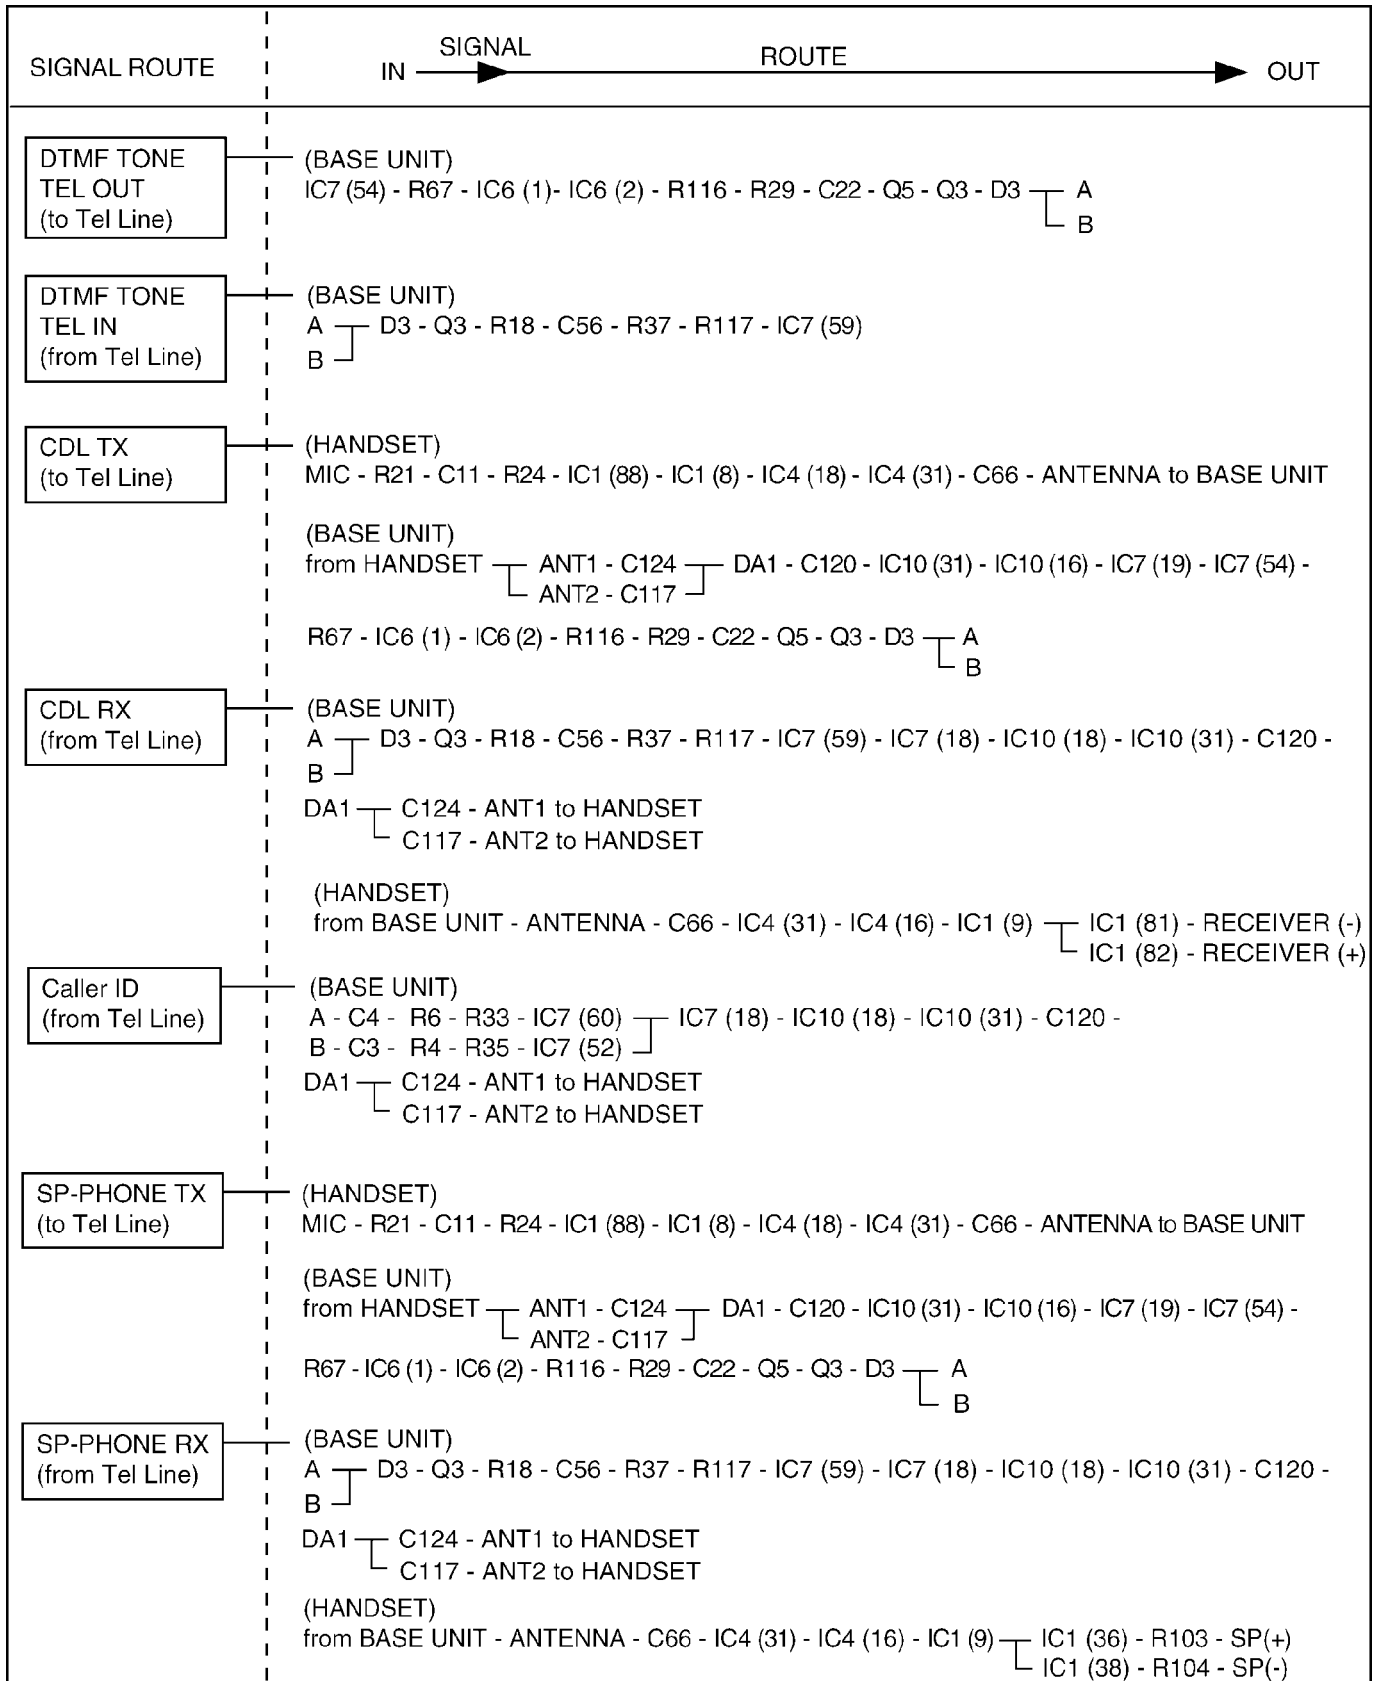 SIGNAL ROUTE
IN SIGNAL ROUTE OUT
DTMF TONE
TEL OUT
(to Tel Line)
(BASE UNIT)
IC7 (54) - R67 - IC6 (1)- IC6 (2) - R116 - R29 - C22 - Q5 - Q3 - D3 A
B
DTMF TONE
TEL IN
(from Tel Line)
(BASE UNIT)
A D3 - Q3 - R18 - C56 - R37 - R117 - IC7 (59)
B
CDL TX
(to Tel Line)
(HANDSET)
MIC - R21 - C11 - R24 - IC1 (88) - IC1 (8) - IC4 (18) - IC4 (31) - C66 - ANTENNA to BASE UNIT
(BASE UNIT)
from HANDSET ANT1 - C124 DA1 - C120 - IC10 (31) - IC10 (16) - IC7 (19) - IC7 (54) -
ANT2 - C117
R67 - IC6 (1) - IC6 (2) - R116 - R29 - C22 - Q5 - Q3 - D3 A
B
CDL RX
(from Tel Line)
(BASE UNIT)
A D3 - Q3 - R18 - C56 - R37 - R117 - IC7 (59) - IC7 (18) - IC10 (18) - IC10 (31) - C120 -
B
DA1 C124 - ANT1 to HANDSET
C117 - ANT2 to HANDSET
(HANDSET)
from BASE UNIT - ANTENNA - C66 - IC4 (31) - IC4 (16) - IC1 (9) IC1 (81) - RECEIVER (-)
IC1 (82) - RECEIVER (+)
Caller ID
(from Tel Line)
(BASE UNIT)
A - C4 - R6 - R33 - IC7 (60) IC7 (18) - IC10 (18) - IC10 (31) - C120 -
B - C3 - R4 - R35 - IC7 (52)
DA1 C124 - ANT1 to HANDSET
C117 - ANT2 to HANDSET
SP-PHONE TX
(to Tel Line)
(HANDSET)
MIC - R21 - C11 - R24 - IC1 (88) - IC1 (8) - IC4 (18) - IC4 (31) - C66 - ANTENNA to BASE UNIT
(BASE UNIT)
from HANDSET ANT1 - C124 DA1 - C120 - IC10 (31) - IC10 (16) - IC7 (19) - IC7 (54) -
ANT2 - C117
R67 - IC6 (1) - IC6 (2) - R116 - R29 - C22 - Q5 - Q3 - D3 A
B
SP-PHONE RX
(from Tel Line)
(BASE UNIT)
A D3 - Q3 - R18 - C56 - R37 - R117 - IC7 (59) - IC7 (18) - IC10 (18) - IC10 (31) - C120 -
B
DA1 C124 - ANT1 to HANDSET
C117 - ANT2 to HANDSET
(HANDSET)
from BASE UNIT - ANTENNA - C66 - IC4 (31) - IC4 (16) - IC1 (9) IC1 (36) - R103 - SP(+)
IC1 (38) - R104 - SP(-)